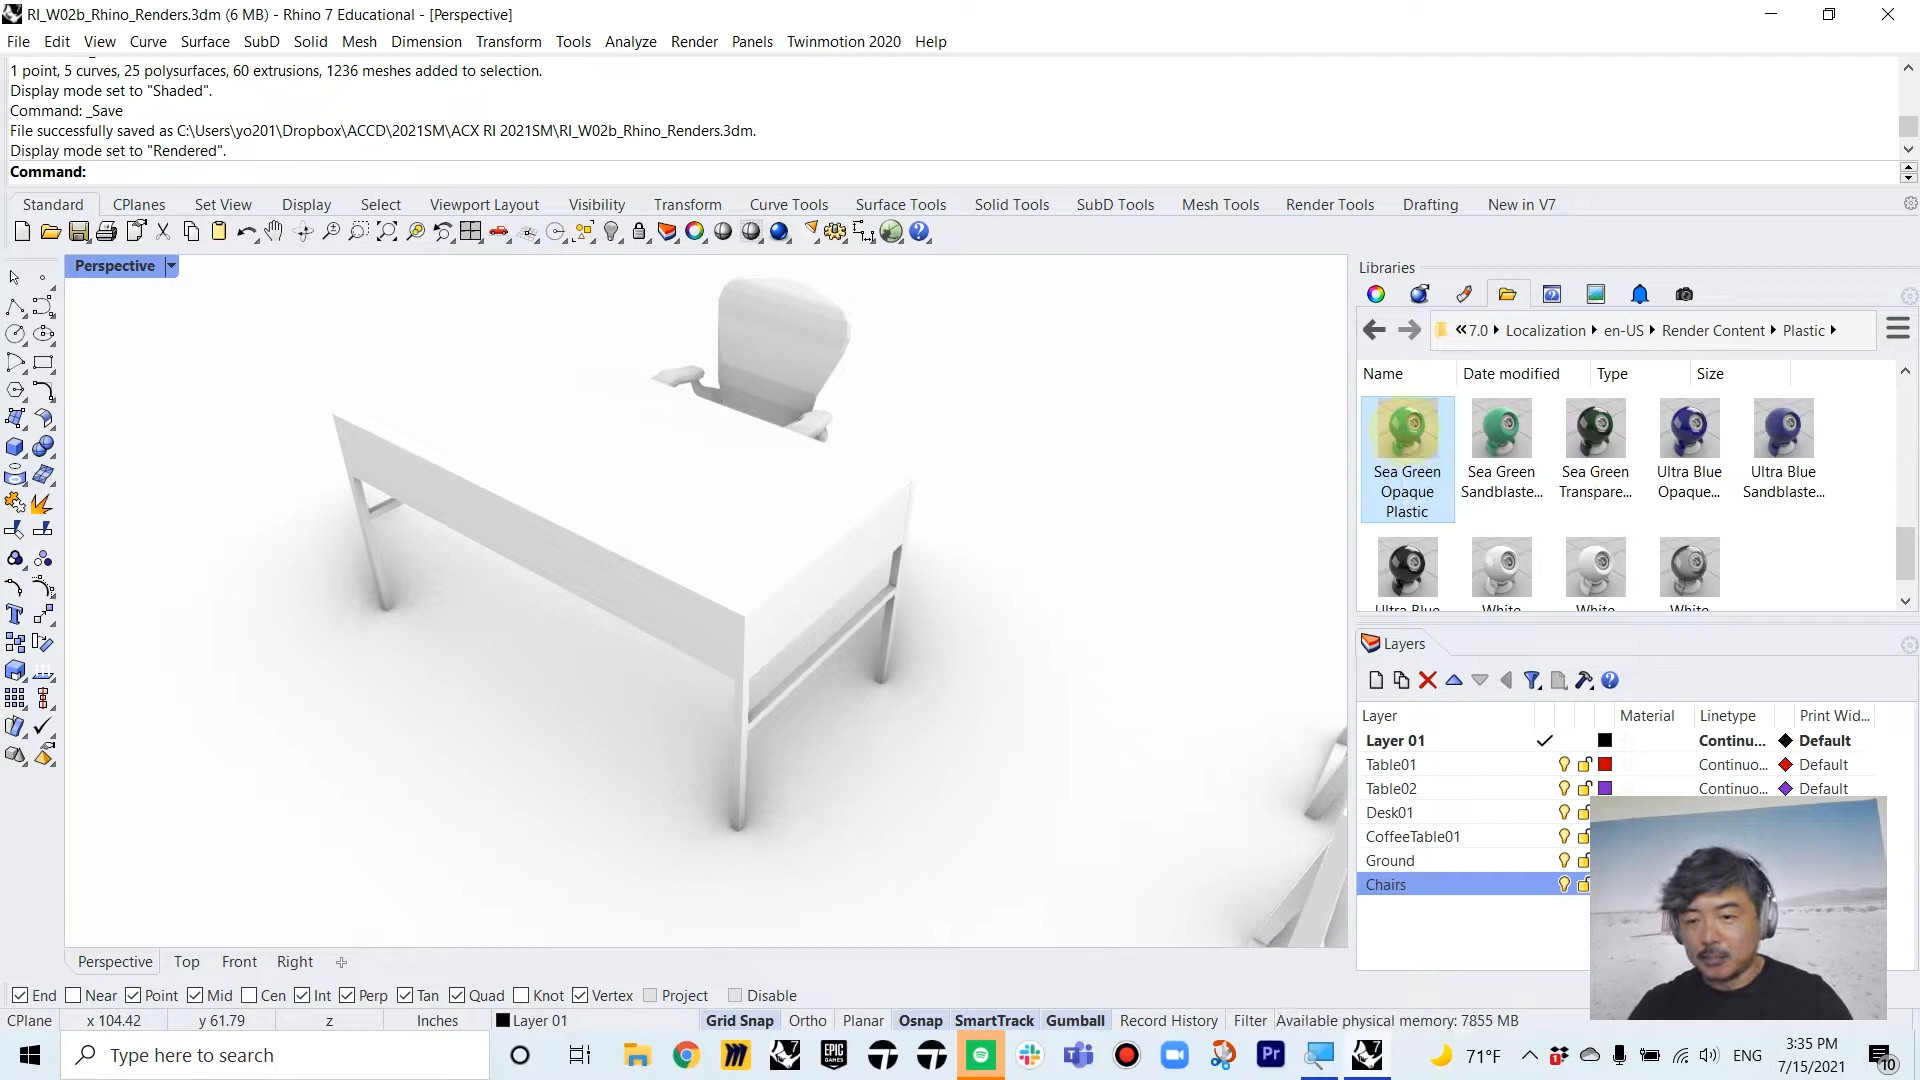 RI_W02b_Rhino_Renders.3dm (6 MB) - Rhino 7 Educational - [Perspective]
File Edit View Curve Surface SubD Solid Mesh Dimension Transform Tools Analyze Render Panels Twinmotion 2020 Help
1 point, 5 curves, 25 polysurfaces, 60 extrusions, 1236 meshes added to selection.
Display mode set to "Shaded".
Command: _Save
File successfully saved as C:\Users\yo201\Dropbox\ACCD\2021SM\ACX RI 2021SM\RI_W02b_Rhino_Renders.3dm.
Display mode set to "Rendered".
Command:
Standard CPlanes Set View Display Select Viewport Layout Visibility Transform Curve Tools Surface Tools Solid Tools SubD Tools Mesh Tools Render Tools Drafting New in V7
Perspective
Libraries
« 7.0 Localization en-US Render Content Plastic
Name Date modified Type Size
Sea Green Opaque Plastic
Sea Green Sandblaste...
Sea Green Transpare...
Ultra Blue Opaque...
Ultra Blue Sandblaste...
Ultra Blue White White White
Layers
Layer Material Linetype Print Wid...
Layer 01 Continu... Default
Table01 Continuo... Default
Table02 Continuo... Default
Desk01
CoffeeTable01
Ground
Chairs
Perspective Top Front Right
End Near Point Mid Cen Int Perp Tan Quad Knot Vertex Project Disable
CPlane x 104.42 y 61.79 z Inches Layer 01 Grid Snap Ortho Planar Osnap SmartTrack Gumball Record History Filter Available physical memory: 7855 MB
Type here to search
EPIC GAMES
Pr
71°F
ENG
3:35 PM
7/15/2021
10